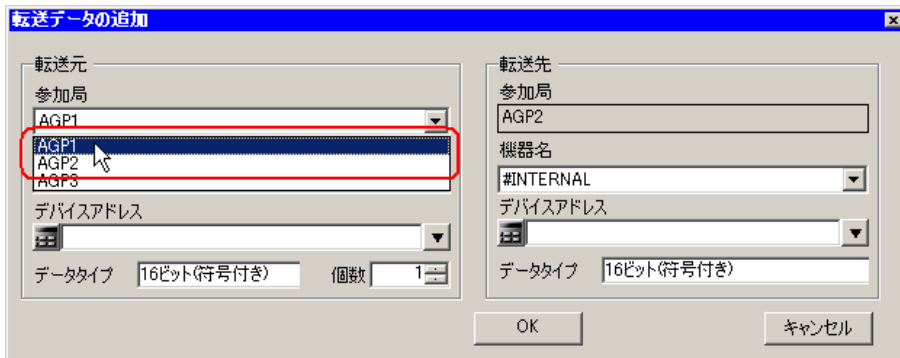 転送データの追加
転送元
参加局
AGP1
AGP1
AGP2
AGP3
デバイスアドレス
データタイプ 16ビット(符号付き) 個数 1
転送先
参加局
AGP2
機器名
#INTERNAL
デバイスアドレス
データタイプ 16ビット(符号付き)
OK キャンセル